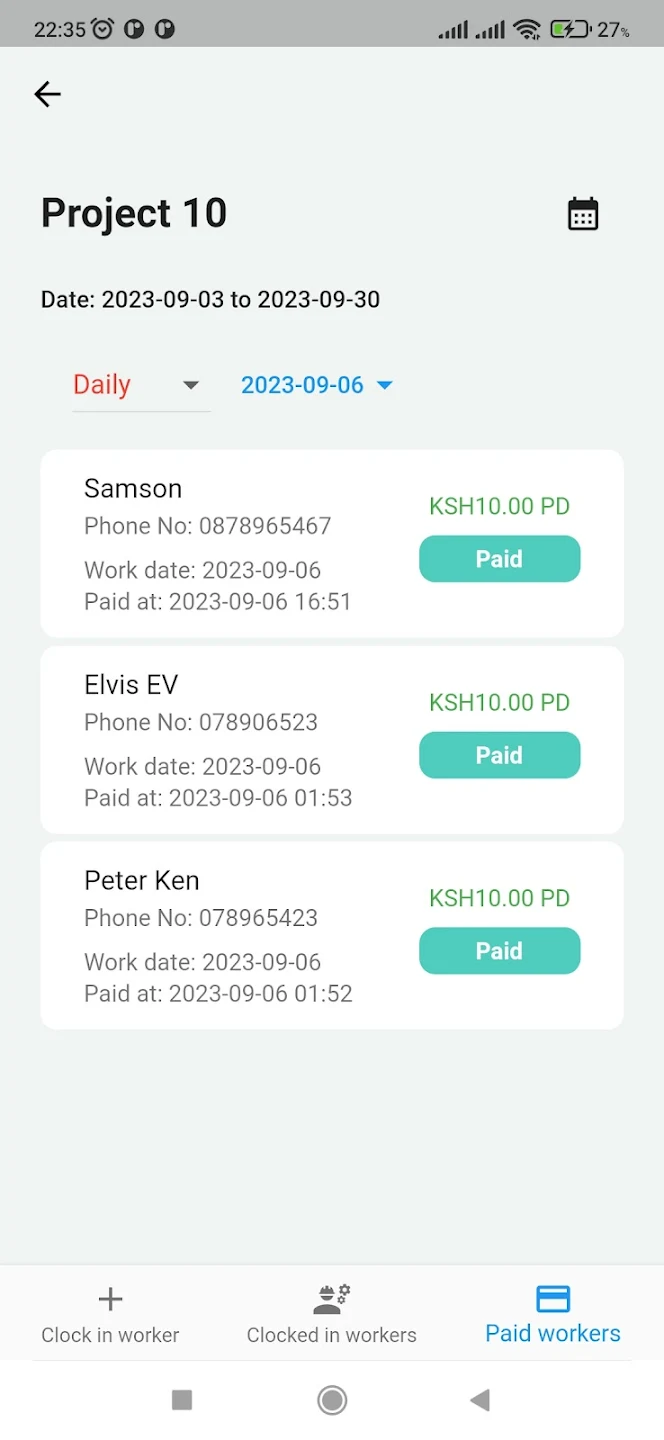 22:35 27%
Project 10
Date: 2023-09-03 to 2023-09-30
Daily 2023-09-06
Samson
KSH10.00 PD
Phone No: 0878965467
Paid
Work date: 2023-09-06
Paid at: 2023-09-06 16:51
Elvis EV
KSH10.00 PD
Phone No: 078906523
Paid
Work date: 2023-09-06
Paid at: 2023-09-06 01:53
Peter Ken
KSH10.00 PD
Phone No: 078965423
Paid
Work date: 2023-09-06
Paid at: 2023-09-06 01:52
Clock in worker Clocked in workers Paid workers